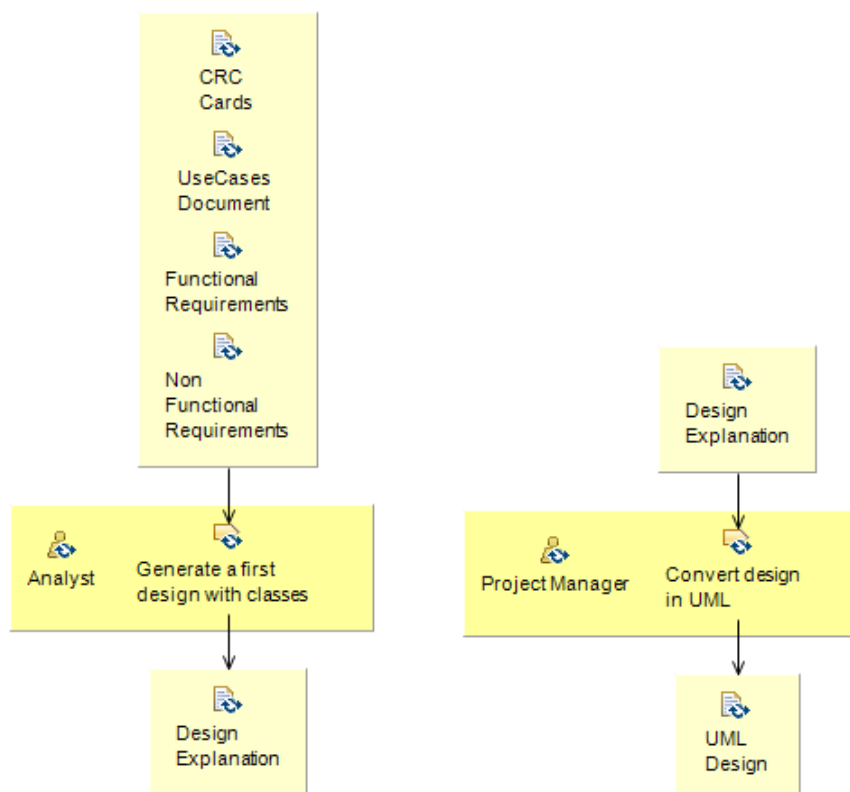 CRC
Cards
UseCases
Document
Functional
Requirements
Non
Functional
Requirements
Analyst
Generate a first
design with classes
Design
Explanation
Design
Explanation
Project Manager
Convert design
in UML
UML
Design